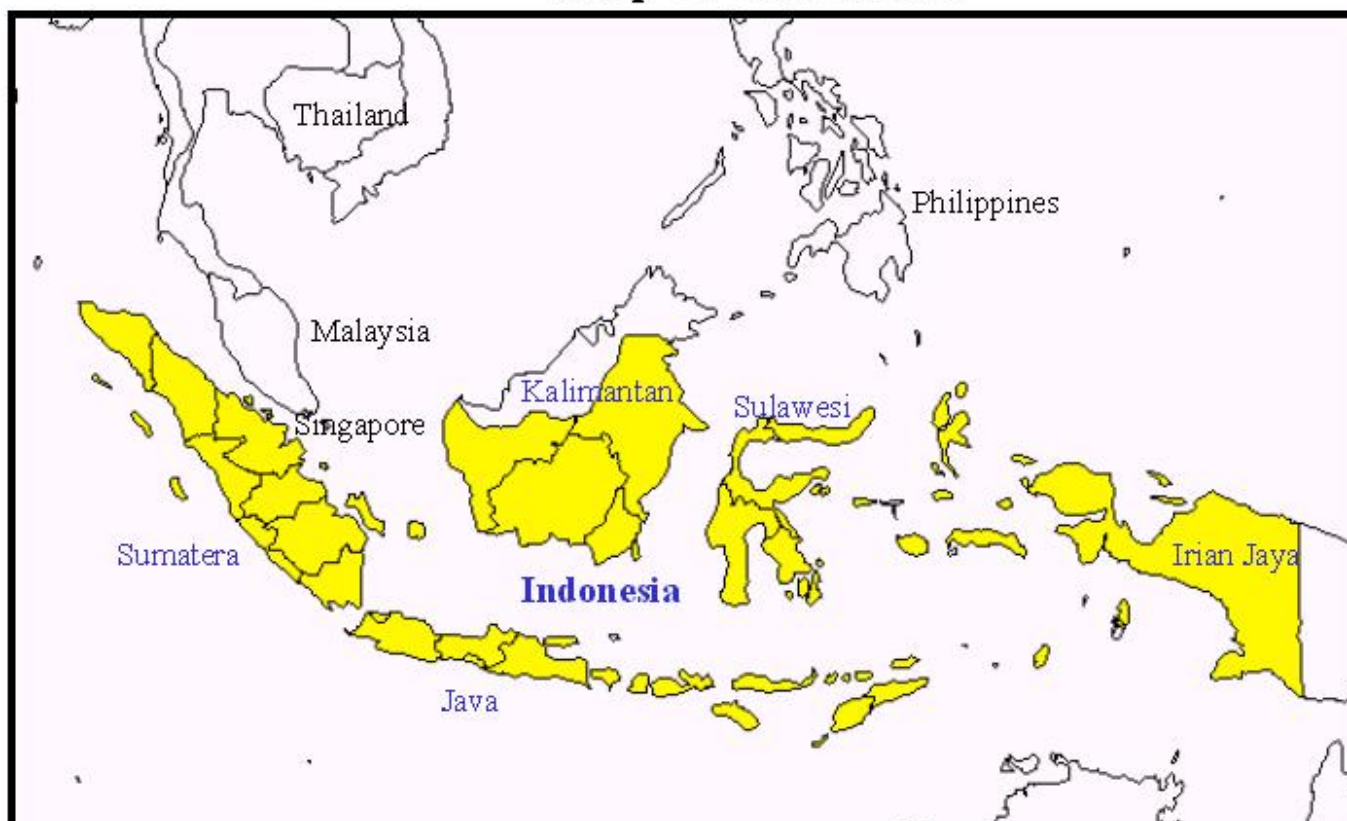 Thailand
Philippines
Malaysia
Kalimantan
Sulawesi
Singapore
Sumatera
Irian Jaya
Indonesia
Java